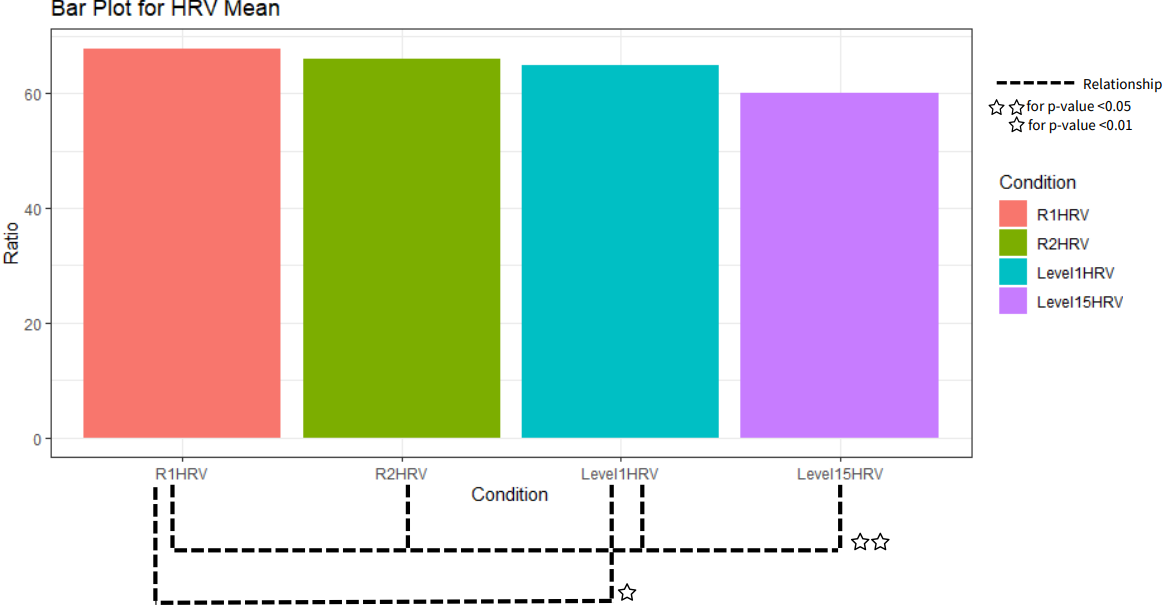 Bar Plot for HRV Mean
60
40
20
0
Ratio
R1HRV
R2HRV
Level1HRV
Level15HRV
Condition
Relationship
for p-value <0.05
for p-value <0.01
Condition
R1HRV
R2HRV
Level1HRV
Level15HRV